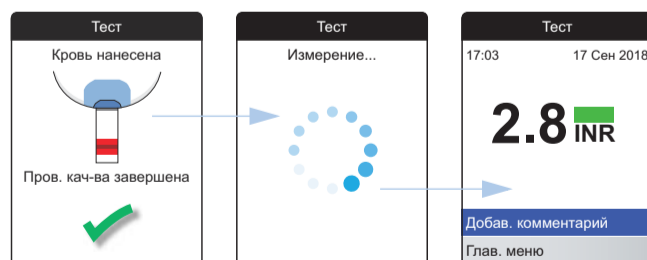 Тест
Кровь нанесена
Пров. кач-ва завершена
Тест
Измерение...
Тест
17:03 17 Сен 2018
2.8 INR
Добав. комментарий
Глав. меню